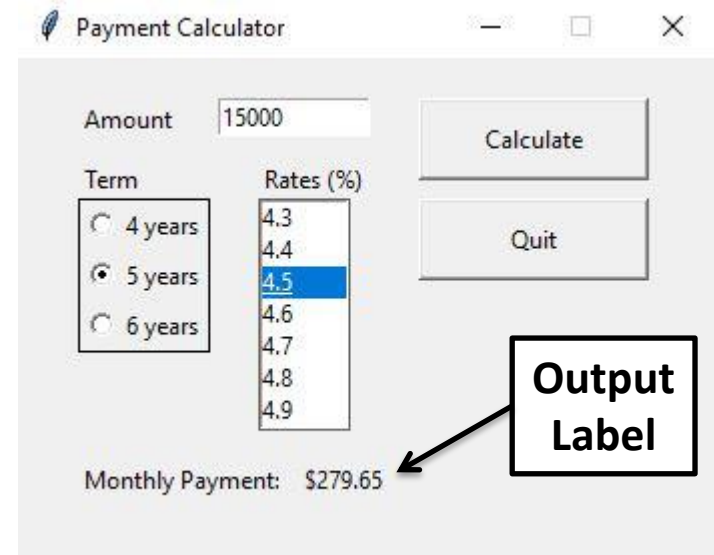 Payment Calculator
Amount
15000
Calculate
Term
Rates (%)
4 years
5 years
6 years
4.3
4.4
4.5
4.6
4.7
4.8
4.9
Quit
Output
Label
Monthly Payment: $279.65